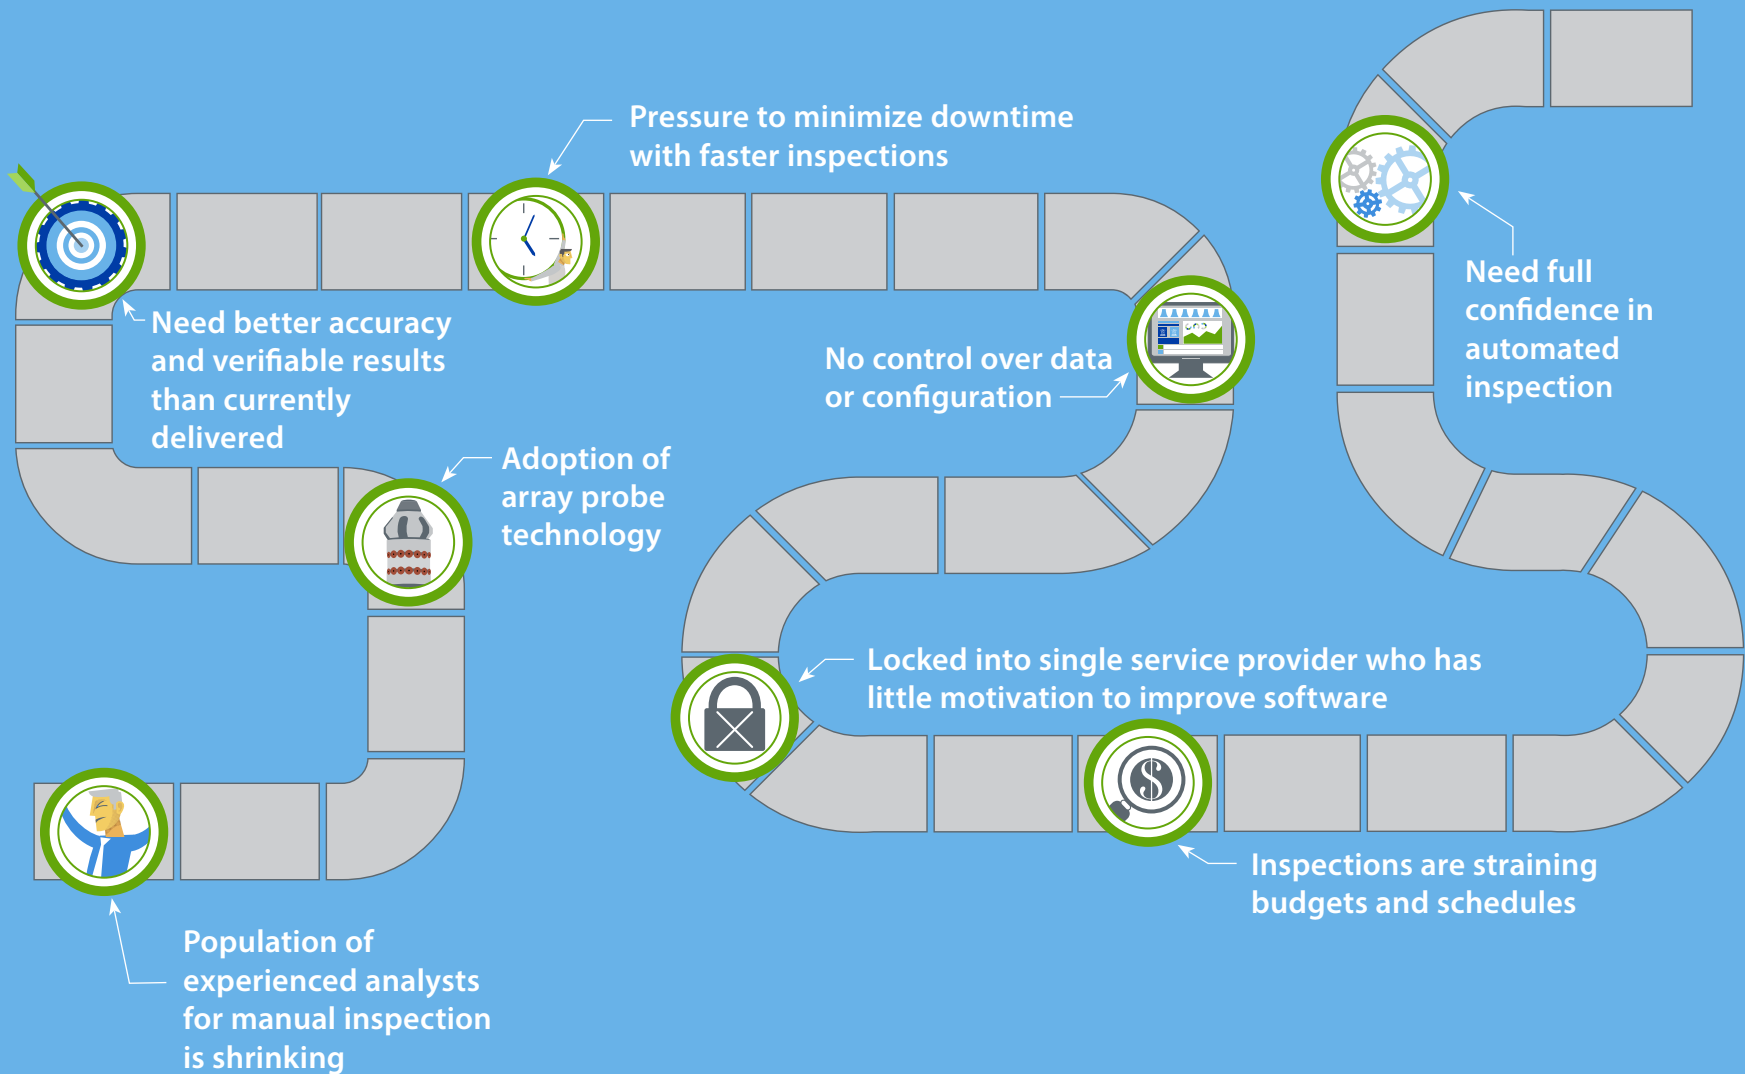 Pressure to minimize downtime
with faster inspections
Need better accuracy
and verifiable results
than currently
delivered
Adoption of
array probe
technology
Population of
experienced analysts
for manual inspection
is shrinking
No control over data
or configuration
Locked into single service provider who has
little motivation to improve software
$
Inspections are straining
budgets and schedules
Need full
confidence in
automated
inspection